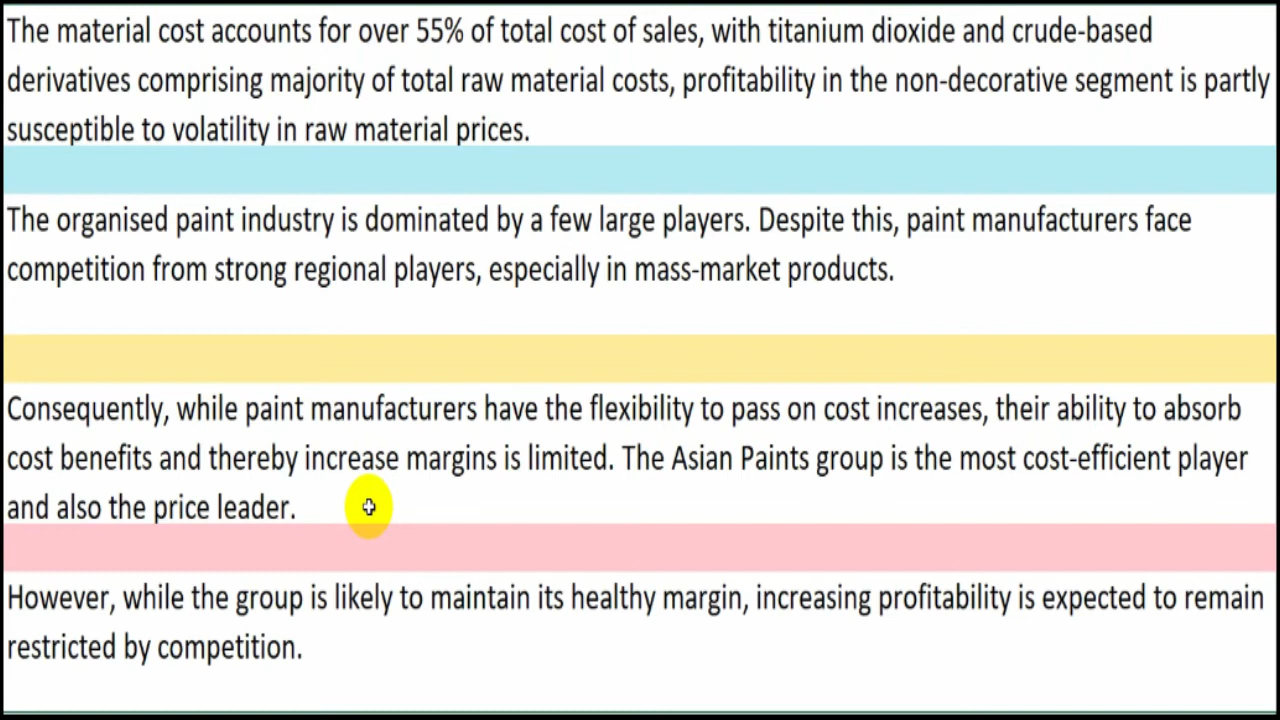 The material cost accounts for over 55% of total cost of sales, with titanium dioxide and crude-based
derivatives comprising majority of total raw material costs, profitability in the non-decorative segment is partly
susceptible to volatility in raw material prices.
The organised paint industry is dominated by a few large players. Despite this, paint manufacturers face
competition from strong regional players, especially in mass-market products.
Consequently, while paint manufacturers have the flexibility to pass on cost increases, their ability to absorb
cost benefits and thereby increase margins is limited. The Asian Paints group is the most cost-efficient player
and also the price leader.
However, while the group is likely to maintain its healthy margin, increasing profitability is expected to remain
restricted by competition.